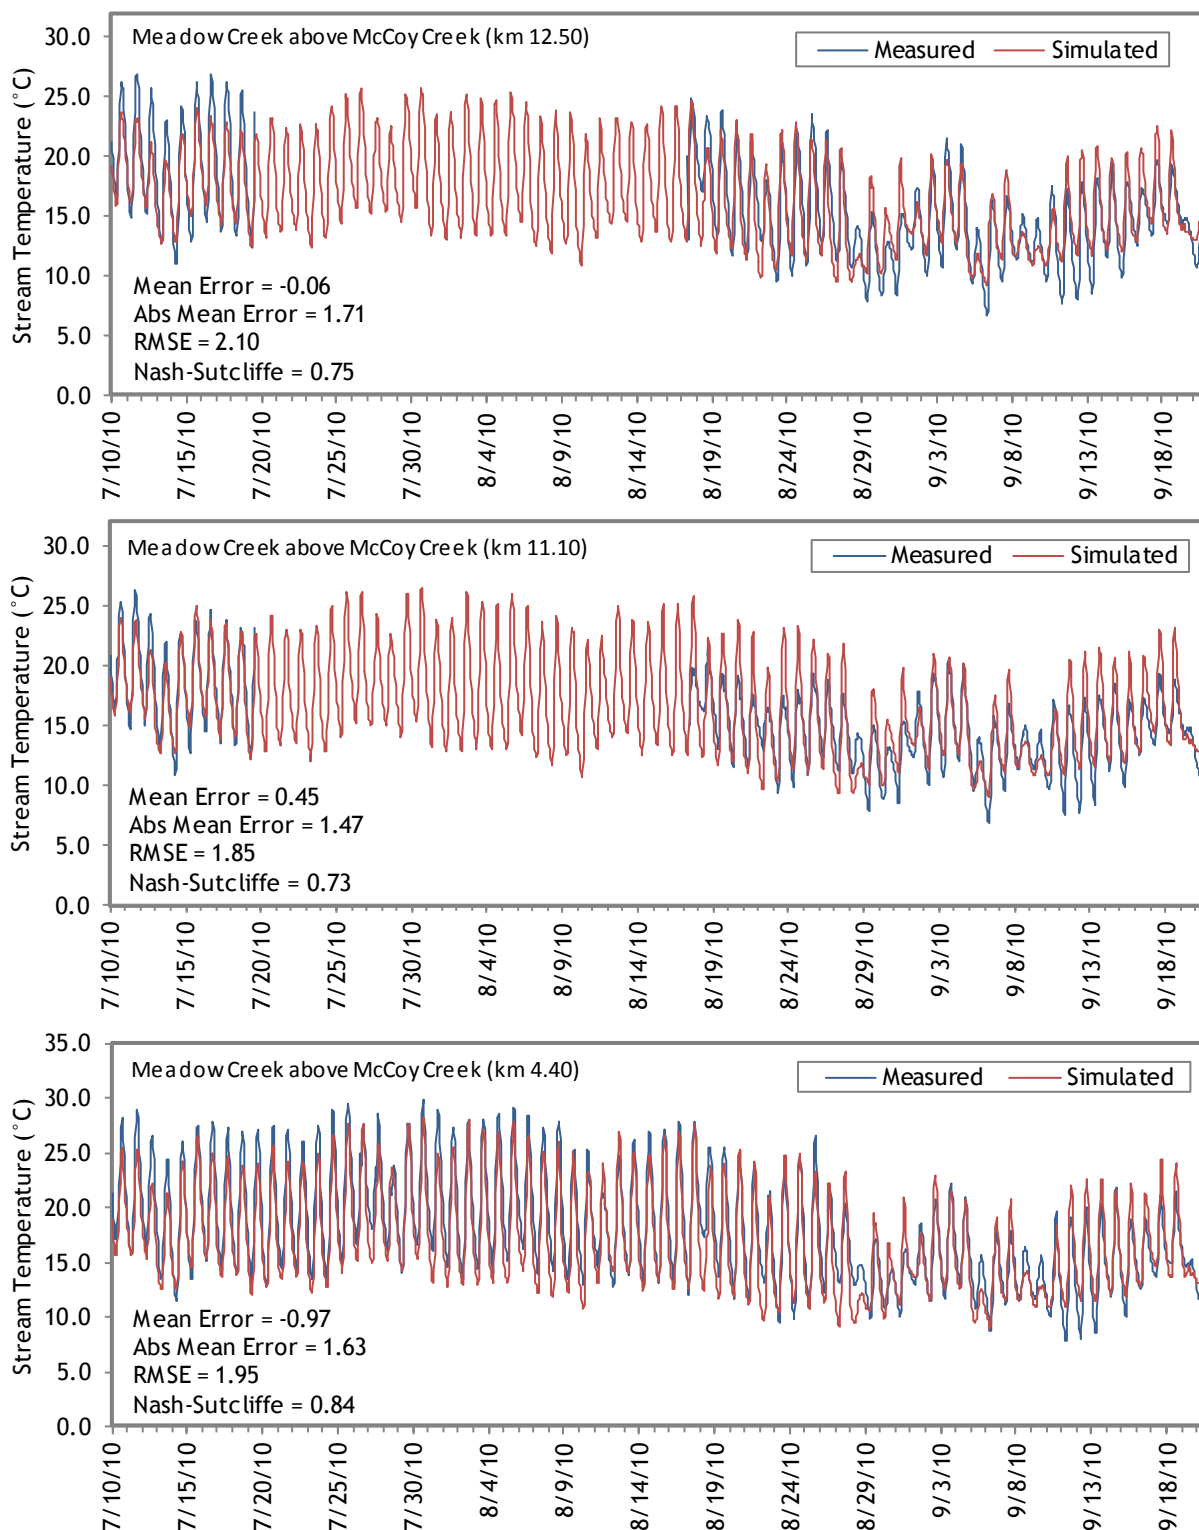 Meadow Creek above McCoy Creek (km 12.50)
Measured Simulated
Stream Temperature (°C)
30.0
25.0
20.0
15.0
10.0
5.0
0.0
Mean Error = -0.06
Abs Mean Error = 1.71
RMSE = 2.10
Nash-Sutcliffe = 0.75
7/10/10 7/15/10 7/20/10 7/25/10 7/30/10 8/4/10 8/9/10 8/14/10 8/19/10 8/24/10 8/29/10 9/3/10 9/8/10 9/13/10 9/18/10
Meadow Creek above McCoy Creek (km 11.10)
Measured Simulated
Stream Temperature (°C)
30.0
25.0
20.0
15.0
10.0
5.0
0.0
Mean Error = 0.45
Abs Mean Error = 1.47
RMSE = 1.85
Nash-Sutcliffe = 0.73
7/10/10 7/15/10 7/20/10 7/25/10 7/30/10 8/4/10 8/9/10 8/14/10 8/19/10 8/24/10 8/29/10 9/3/10 9/8/10 9/13/10 9/18/10
Meadow Creek above McCoy Creek (km 4.40)
Measured Simulated
Stream Temperature (°C)
35.0
30.0
25.0
20.0
15.0
10.0
5.0
0.0
Mean Error = -0.97
Abs Mean Error = 1.63
RMSE = 1.95
Nash-Sutcliffe = 0.84
7/10/10 7/15/10 7/20/10 7/25/10 7/30/10 8/4/10 8/9/10 8/14/10 8/19/10 8/24/10 8/29/10 9/3/10 9/8/10 9/13/10 9/18/10